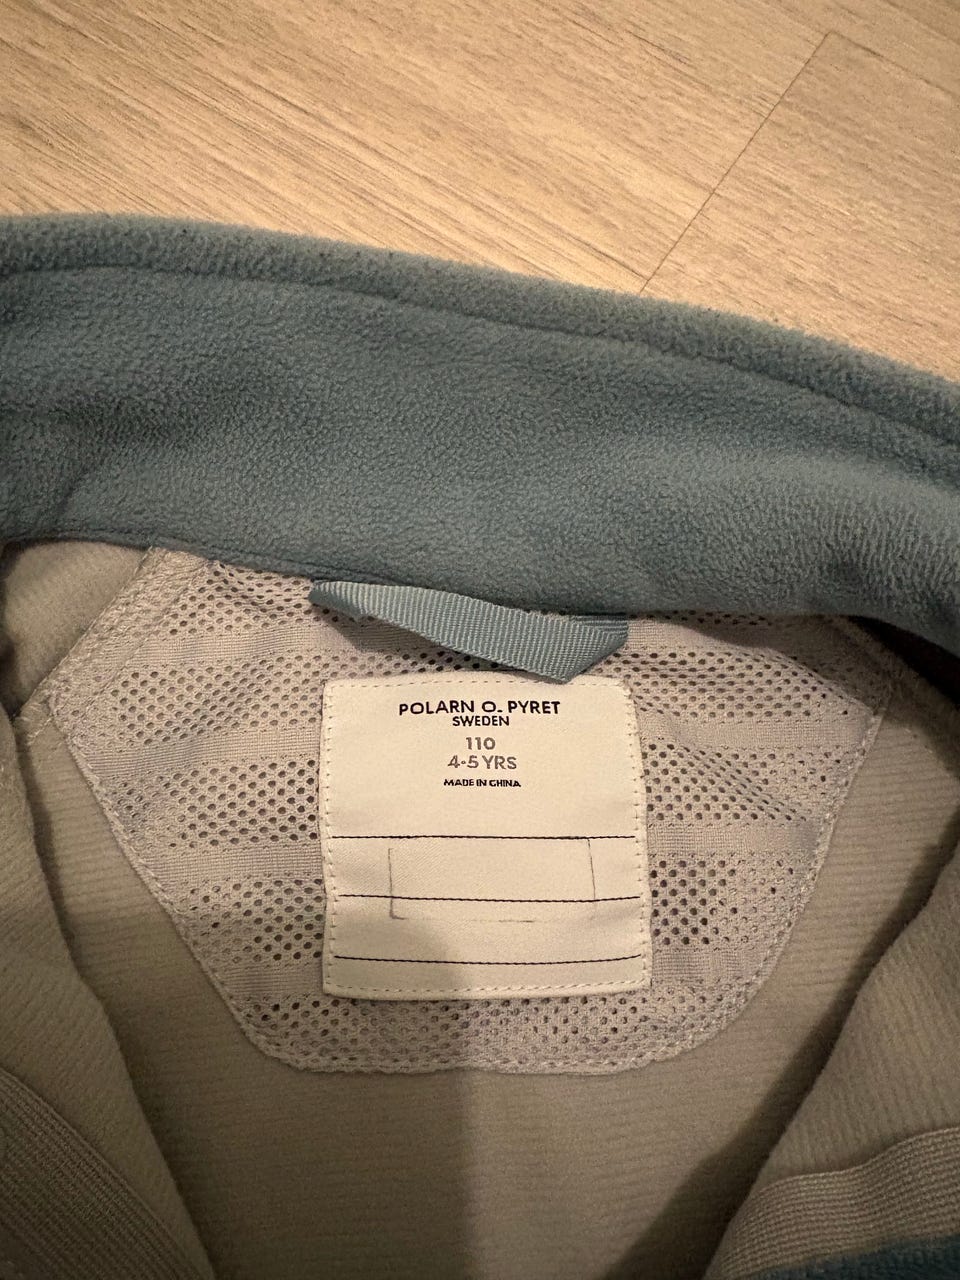 POLARN O. PYRET
SWEDEN
110
4-5 YRS
MADE IN CHINA